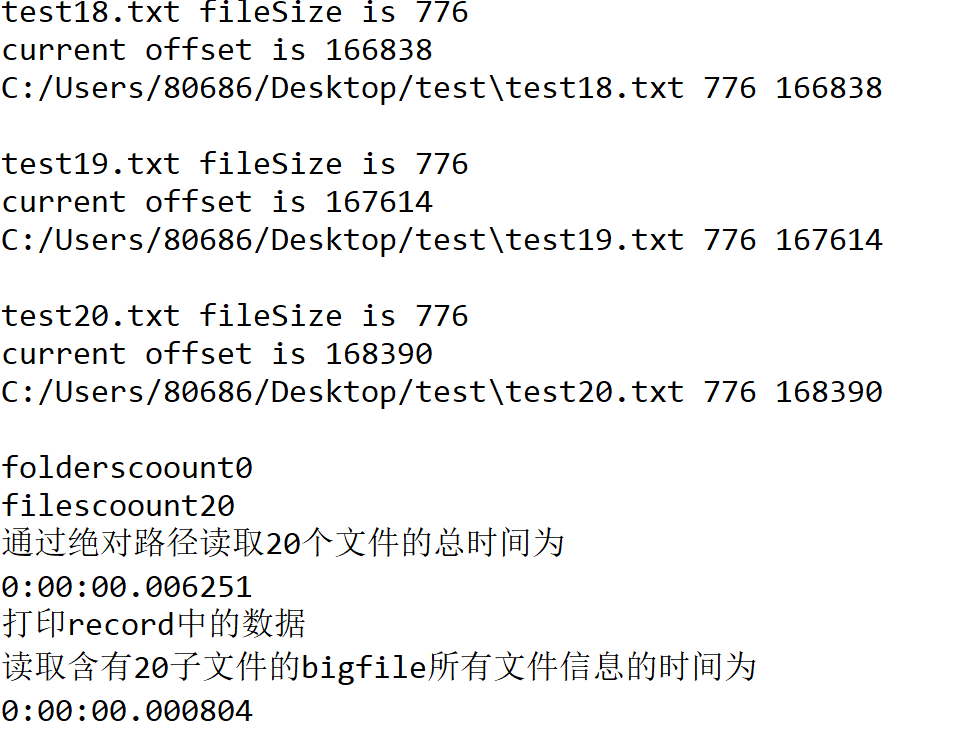 test18.txt fileSize is 776
current offset is 166838
C:/Users/80686/Desktop/test\test18.txt 776 166838
test19.txt fileSize is 776
current offset is 167614
C:/Users/80686/Desktop/test\test19.txt 776 167614
test20.txt fileSize is 776
current offset is 168390
C:/Users/80686/Desktop/test\test20.txt 776 168390
folderscoount0
filescoount20
通过绝对路径读取20个文件的总时间为
0:00:00.006251
打印record中的数据
读取含有20子文件的bigfile所有文件信息的时间为
0:00:00.000804